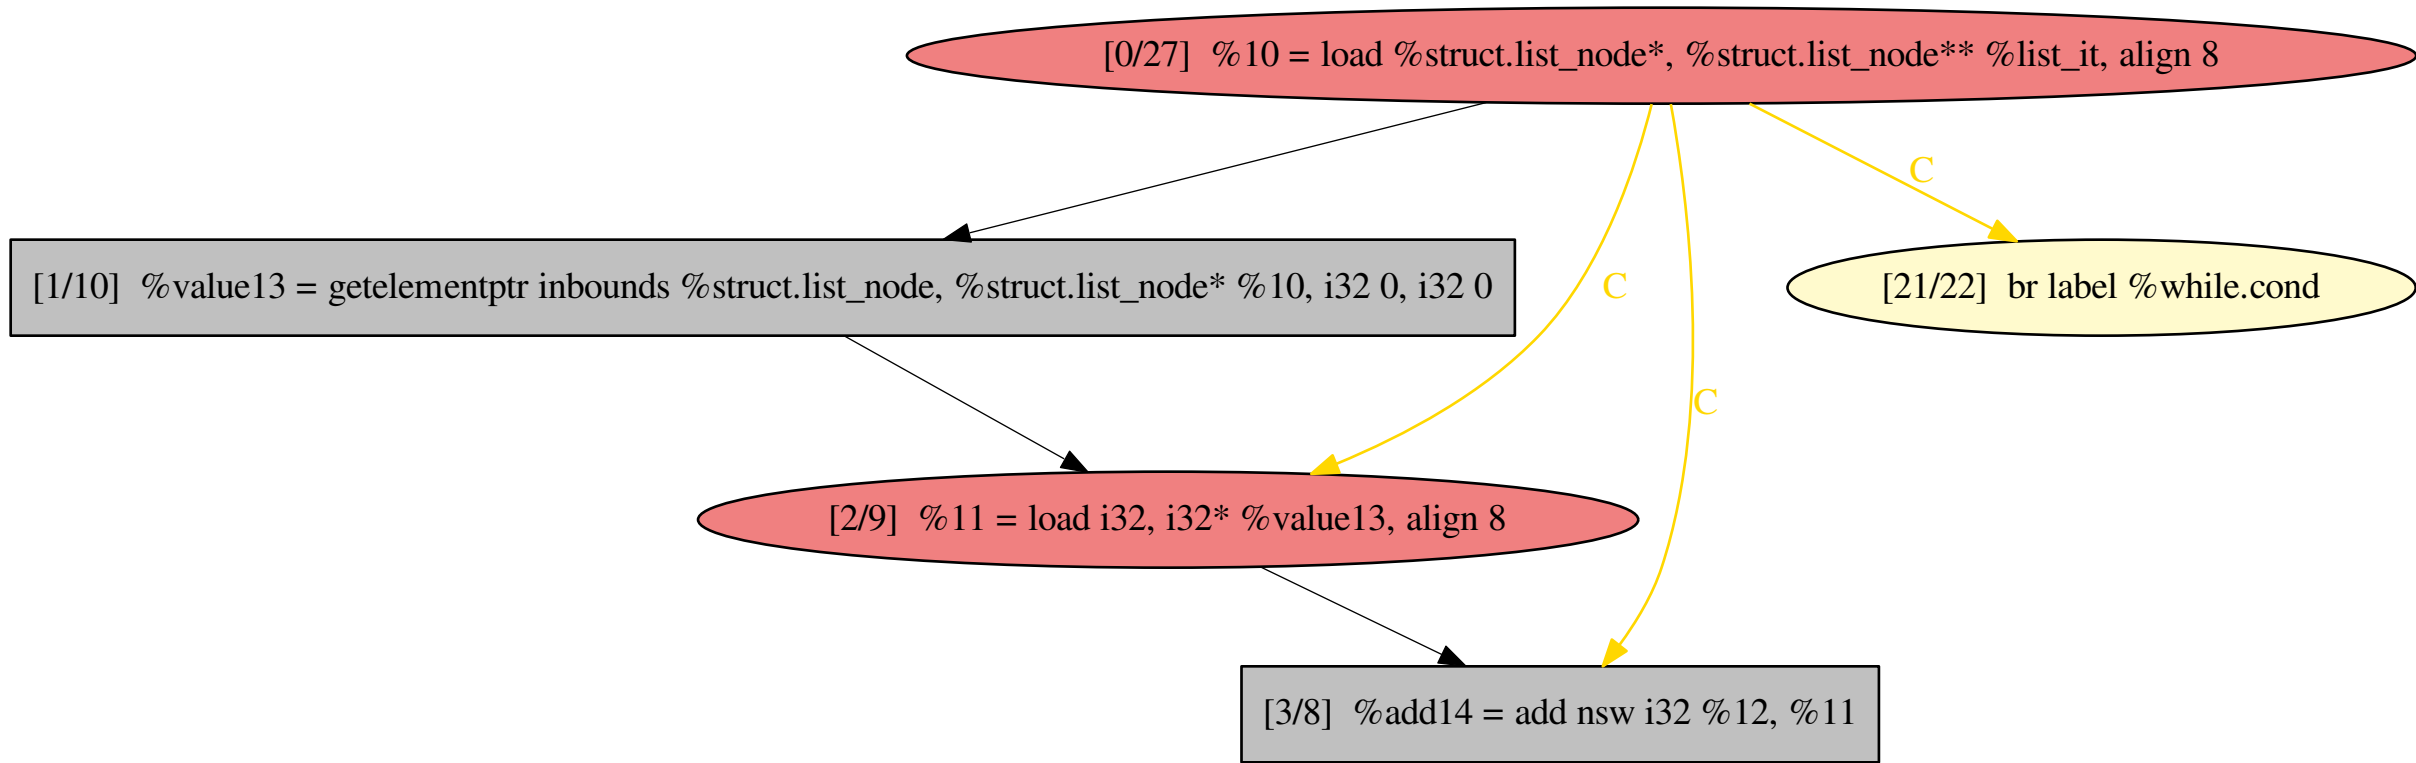 [0/27]  %10 = load %struct.list_node*, %struct.list_node** %list_it, align 8
C
[1/10]  %value13 = getelementptr inbounds %struct.list_node, %struct.list_node* %10, i32 0, i32 0
C
[21/22]  br label %while.cond
C
[2/9]  %11 = load i32, i32* %value13, align 8
[3/8]  %add14 = add nsw i32 %12, %11